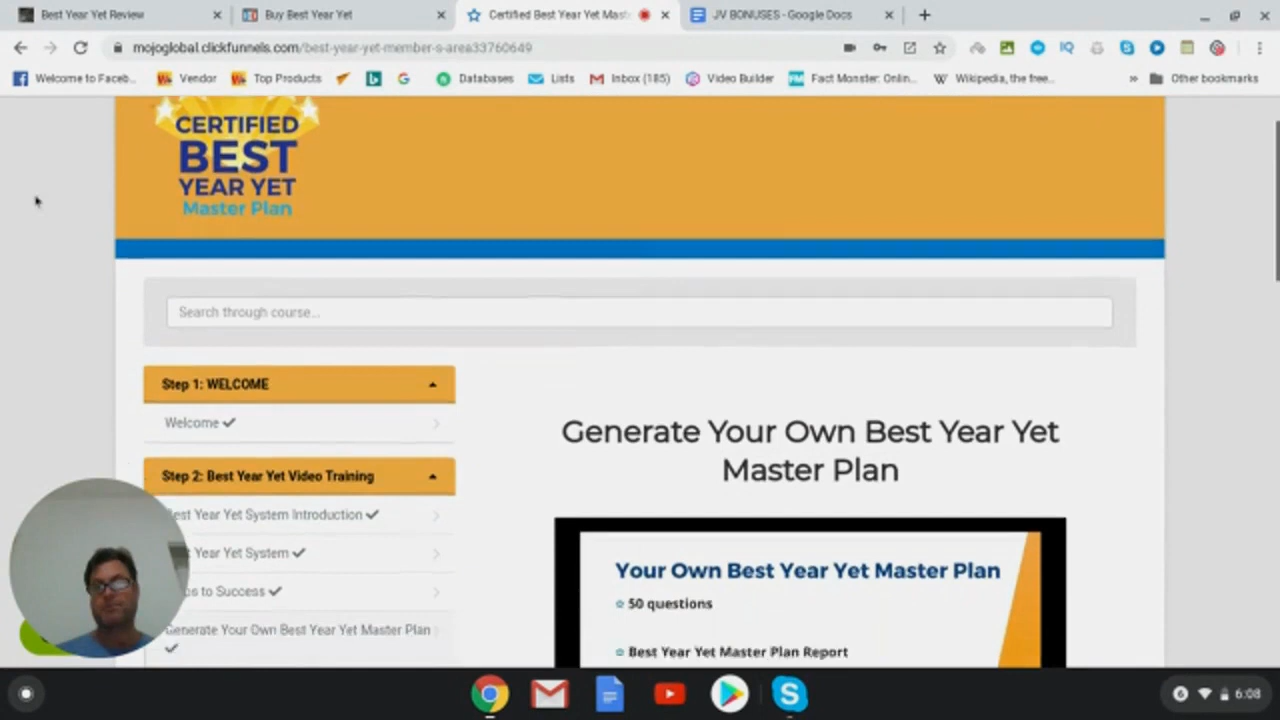 Best Year Yet Review
Buy Best Year Yet
Certified Best Year Yet Mast
JV BONUSES - Google Docs
mojoglobal.clickfunnels.com/best-year-yet-member-s-area33760649
Welcome to Faceb...
Vendor
Top Products
Databases
Lists
Inbox (185)
Video Builder
Fact Monster: Onlin...
Wikipedia, the free...
»
Other bookmarks
CERTIFIED
BEST
YEAR YET
Master Plan
Search through course...
Step 1: WELCOME
Welcome
Step 2: Best Year Yet Video Training
Best Year Yet System Introduction
Year Yet System
to Success
Generate Your Own Best Year Yet Master Plan
Generate Your Own Best Year Yet
Master Plan
Your Own Best Year Yet Master Plan
50 questions
Best Year Yet Master Plan Report
6:08